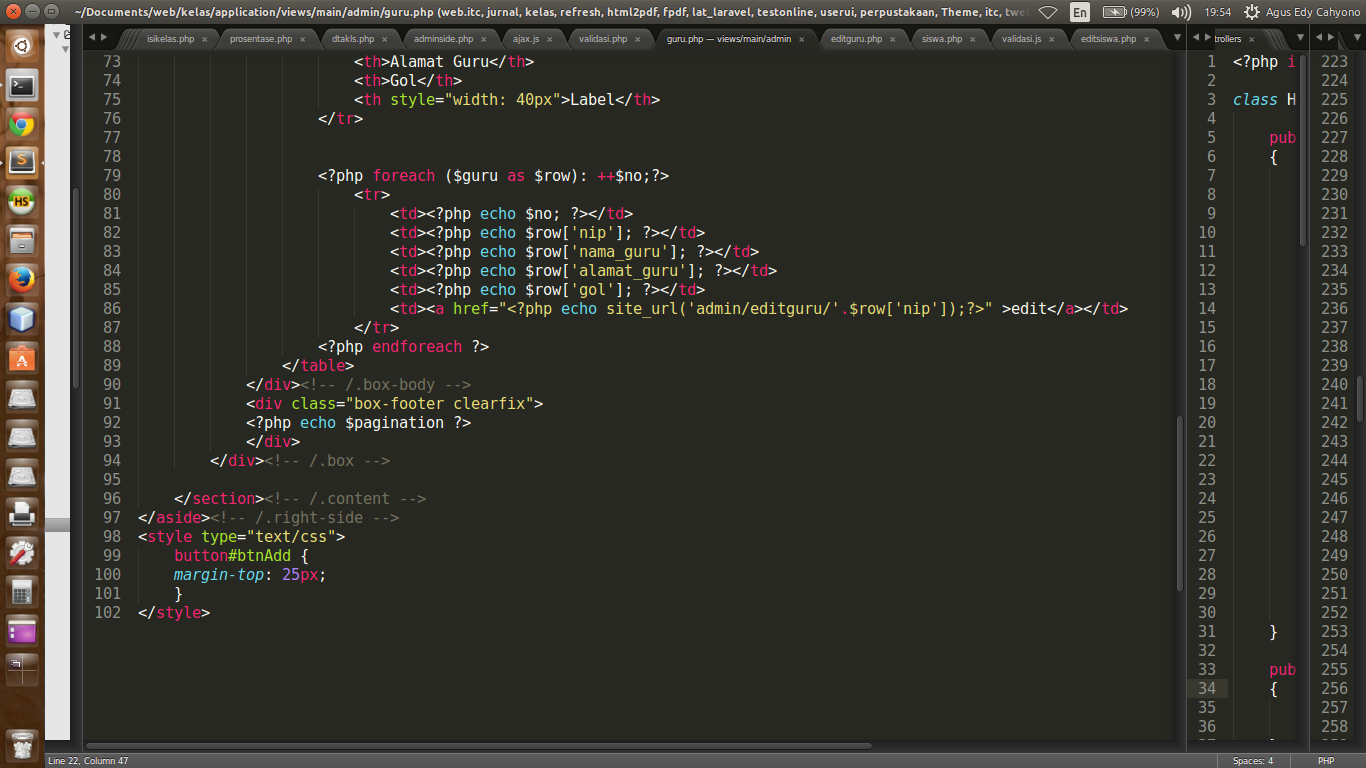 ~/Documents/web/kelas/application/views/main/admin/guru.php (web.itc, jurnal, kelas, refresh, html2pdf, fpdf, lat_laravel, testonline, userui, perpustakaan, Theme, itc, twe
En (99%) 19:54 Agus Edy Cahyono
isikelas.php × prosentase.php × dtakls.php × adminside.php × ajax.js × validasi.php × guru.php — views/main/admin × editguru.php × siswa.php × validasi.js × editsiswa.php × trollers ×
73 <th>Alamat Guru</th>
74 <th>Gol</th>
75 <th style="width: 40px">Label</th>
76 </tr>
77
78
79 <?php foreach ($guru as $row): ++$no;?>
80 <tr>
81 <td><?php echo $no; ?></td>
82 <td><?php echo $row['nip']; ?></td>
83 <td><?php echo $row['nama_guru']; ?></td>
84 <td><?php echo $row['alamat_guru']; ?></td>
85 <td><?php echo $row['gol']; ?></td>
86 <td><a href="<?php echo site_url('admin/editguru/'.$row['nip']);?>" >edit</a></td>
87 </tr>
88 <?php endforeach ?>
89 </table>
90 </div><!-- /.box-body -->
91 <div class="box-footer clearfix">
92 <?php echo $pagination ?>
93 </div>
94 </div><!-- /.box -->
95
96 </section><!-- /.content -->
97 </aside><!-- /.right-side -->
98 <style type="text/css">
99 button#btnAdd {
100 margin-top: 25px;
101 }
102 </style>
1 <?php i
2
3 class H
4
5 pub
6 {
7
8
9
10
11
12
13
14
15
16
17
18
19
20
21
22
23
24
25
26
27
28
29
30
31 }
32
33 pub
34 {
35
36
223
224
225
226
227
228
229
230
231
232
233
234
235
236
237
238
239
240
241
242
243
244
245
246
247
248
249
250
251
252
253
254
255
256
257
258
HS
Line 22, Column 47 Spaces: 4 PHP